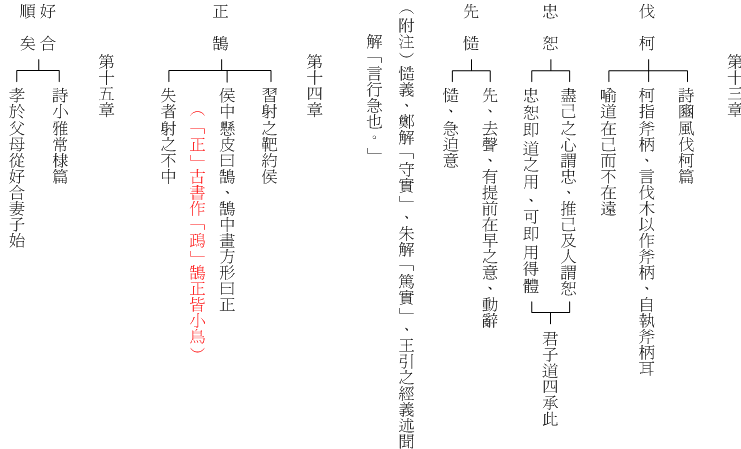 第十三章
伐柯
詩豳風伐柯篇
柯指斧柄、言伐木以作斧柄、自執斧柄耳
喻道在己而不在遠
忠恕
盡己之心謂忠、推己及人謂恕
忠恕即道之用、可即用得體
君子道四承此
先慥
先、去聲、有提前在早之意、動辭
慥、急迫意
（附注）慥義、鄭解「守實」、朱解「篤實」、王引之經義述聞
解「言行急也。」
第十四章
正鵠
習射之靶約侯
侯中懸皮曰鵠、鵠中畫方形曰正
（「正」古書作「鴊」鵠正皆小鳥）
失者射之不中
第十五章
好合
順矣
詩小雅常棣篇
孝於父母從好合妻子始